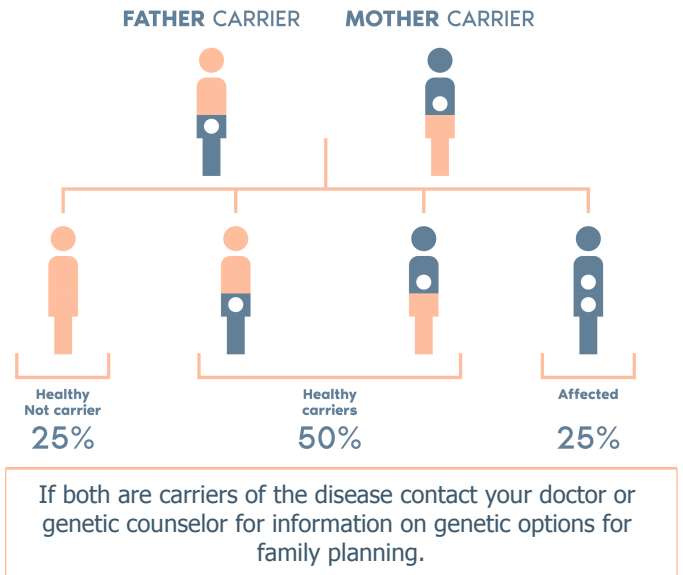 FATHER CARRIER
MOTHER CARRIER
Healthy
Not carrier
25%
Healthy
carriers
50%
Affected
25%
If both are carriers of the disease contact your doctor or
genetic counselor for information on genetic options for
family planning.